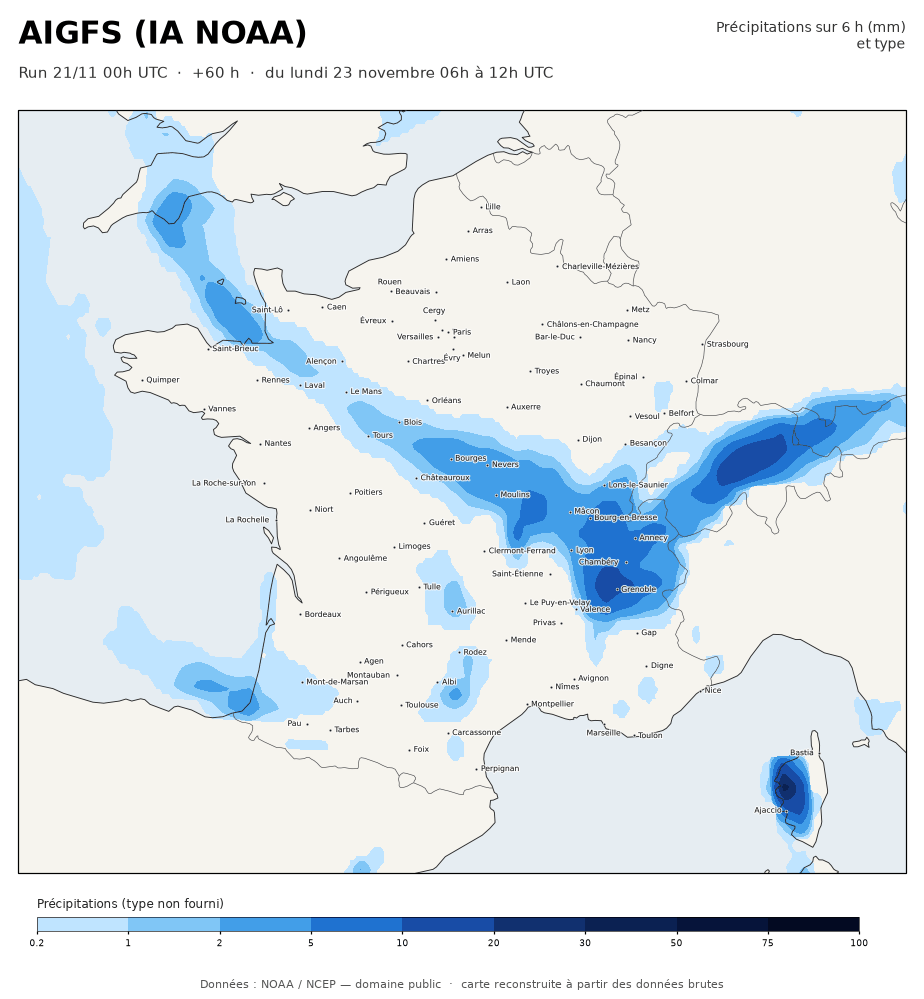 AIGFS (IA NOAA)
Précipitations sur 6 h (mm)
et type
Run 21/11 00h UTC · +60 h · du lundi 23 novembre 06h à 12h UTC
Lille
Arras
Amiens
Charleville-Mézières
Rouen
Beauvais
Laon
Saint-Lô
Caen
Cergy
Metz
Évreux
Châlons-en-Champagne
Versailles
Paris
Bar-le-Duc
Nancy
Strasbourg
Saint-Brieuc
Alençon
Chartres
Évry
Melun
Quimper
Rennes
Laval
Troyes
Épinal
Chaumont
Colmar
Le Mans
Orléans
Auxerre
Vannes
Vesoul
Belfort
Blois
Angers
Tours
Nantes
Dijon
Besançon
Bourges
Nevers
La Roche-sur-Yon
Châteauroux
Lons-le-Saunier
Poitiers
Moulins
Niort
Mâcon
La Rochelle
Guéret
Bourg-en-Bresse
Annecy
Limoges
Clermont-Ferrand
Lyon
Angoulême
Chambéry
Saint-Étienne
Périgueux
Tulle
Grenoble
Bordeaux
Aurillac
Le Puy-en-Velay
Valence
Privas
Gap
Mende
Cahors
Rodez
Agen
Digne
Montauban
Mont-de-Marsan
Albi
Avignon
Nîmes
Nice
Auch
Toulouse
Montpellier
Pau
Tarbes
Carcassonne
Marseille
Toulon
Foix
Bastia
Perpignan
Ajaccio
Précipitations (type non fourni)
0.2 1 2 5 10 20 30 50 75 100
Données : NOAA / NCEP — domaine public · carte reconstruite à partir des données brutes